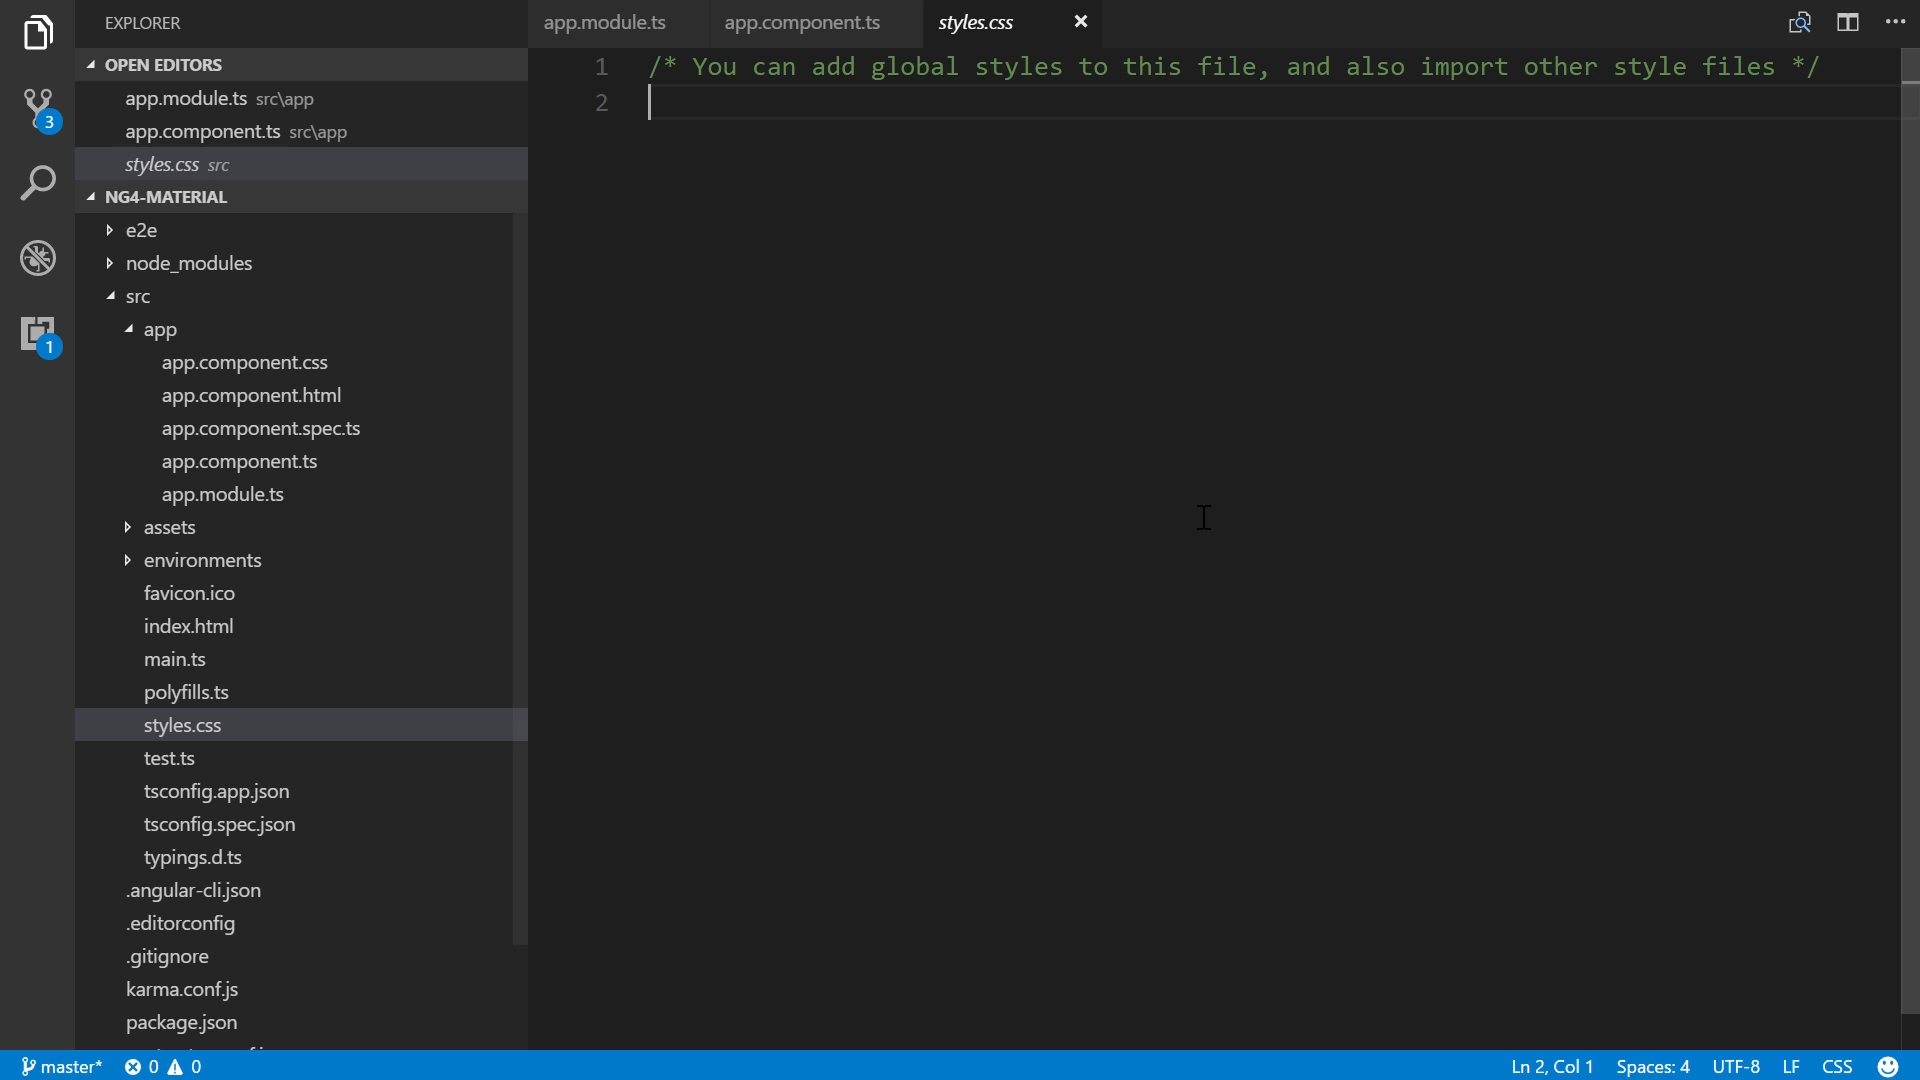 EXPLORER
OPEN EDITORS
app.module.ts src\app
app.component.ts src\app
styles.css src
NG4-MATERIAL
e2e
node_modules
src
app
app.component.css
app.component.html
app.component.spec.ts
app.component.ts
app.module.ts
assets
environments
favicon.ico
index.html
main.ts
polyfills.ts
styles.css
test.ts
tsconfig.app.json
tsconfig.spec.json
typings.d.ts
.angular-cli.json
.editorconfig
.gitignore
karma.conf.js
package.json
3
1
app.module.ts app.component.ts styles.css
1 /* You can add global styles to this file, and also import other style files */
2
master* 0 0 Ln 2, Col 1 Spaces: 4 UTF-8 LF CSS